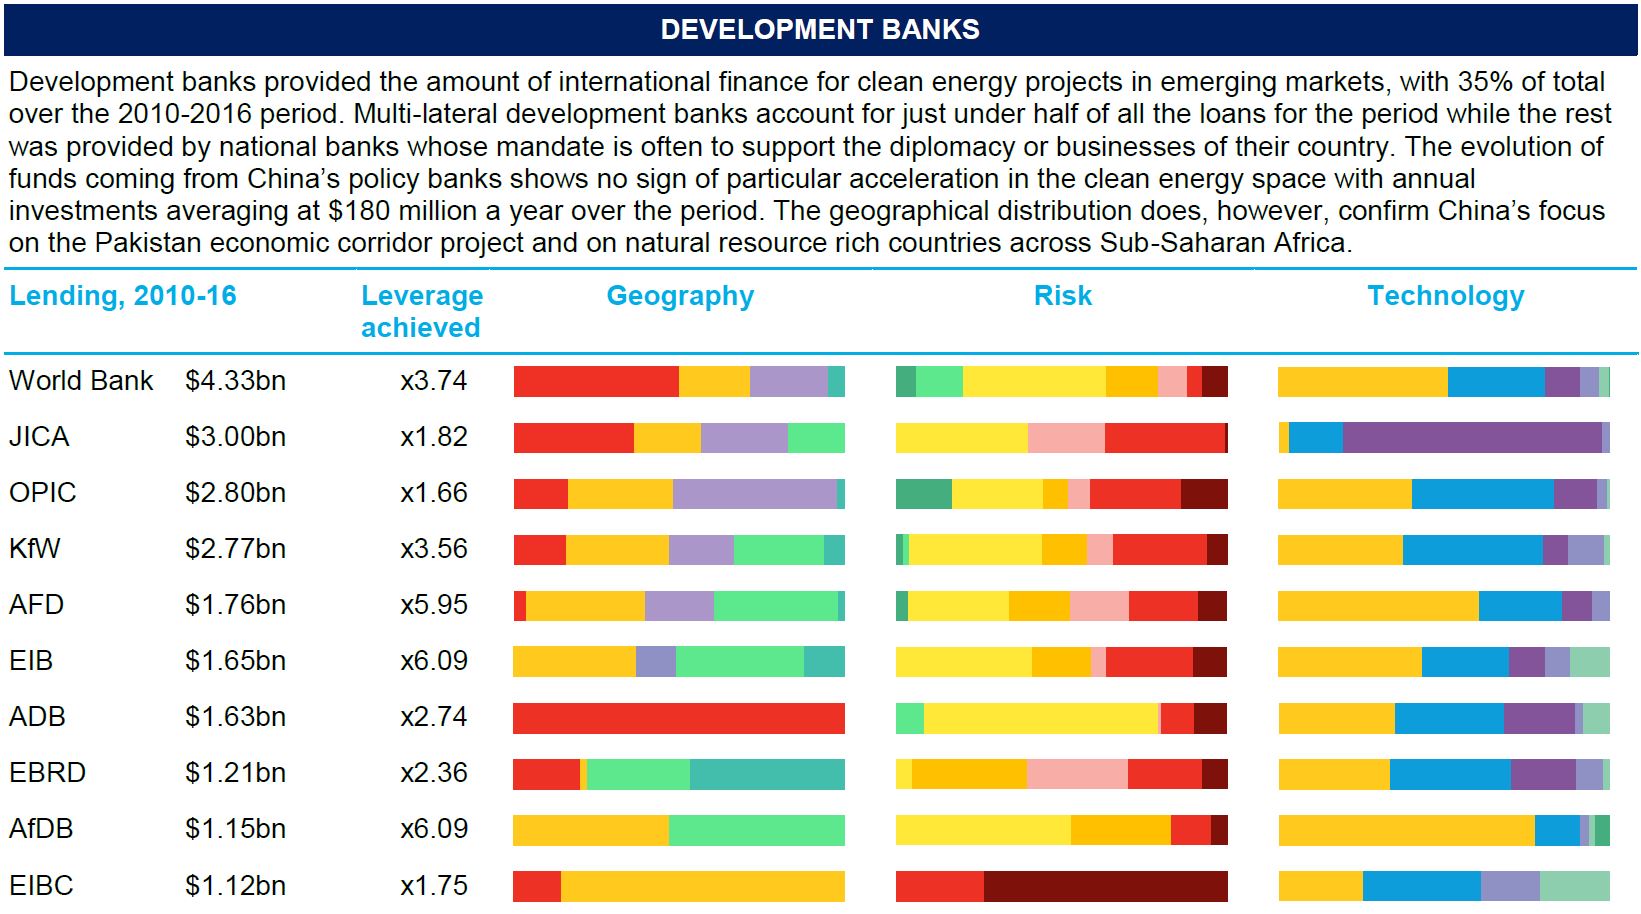 DEVELOPMENT BANKS
Development banks provided the amount of international finance for clean energy projects in emerging markets, with 35% of total
over the 2010-2016 period. Multi-lateral development banks account for just under half of all the loans for the period while the rest
was provided by national banks whose mandate is often to support the diplomacy or businesses of their country. The evolution of
funds coming from China's policy banks shows no sign of particular acceleration in the clean energy space with annual
investments averaging at $180 million a year over the period. The geographical distribution does, however, confirm China's focus
on the Pakistan economic corridor project and on natural resource rich countries across Sub-Saharan Africa.
Lending, 2010-16 Leverage achieved Geography Risk Technology
World Bank $4.33bn x3.74
JICA $3.00bn x1.82
OPIC $2.80bn x1.66
KfW $2.77bn x3.56
AFD $1.76bn x5.95
EIB $1.65bn x6.09
ADB $1.63bn x2.74
EBRD $1.21bn x2.36
AfDB $1.15bn x6.09
EIBC $1.12bn x1.75